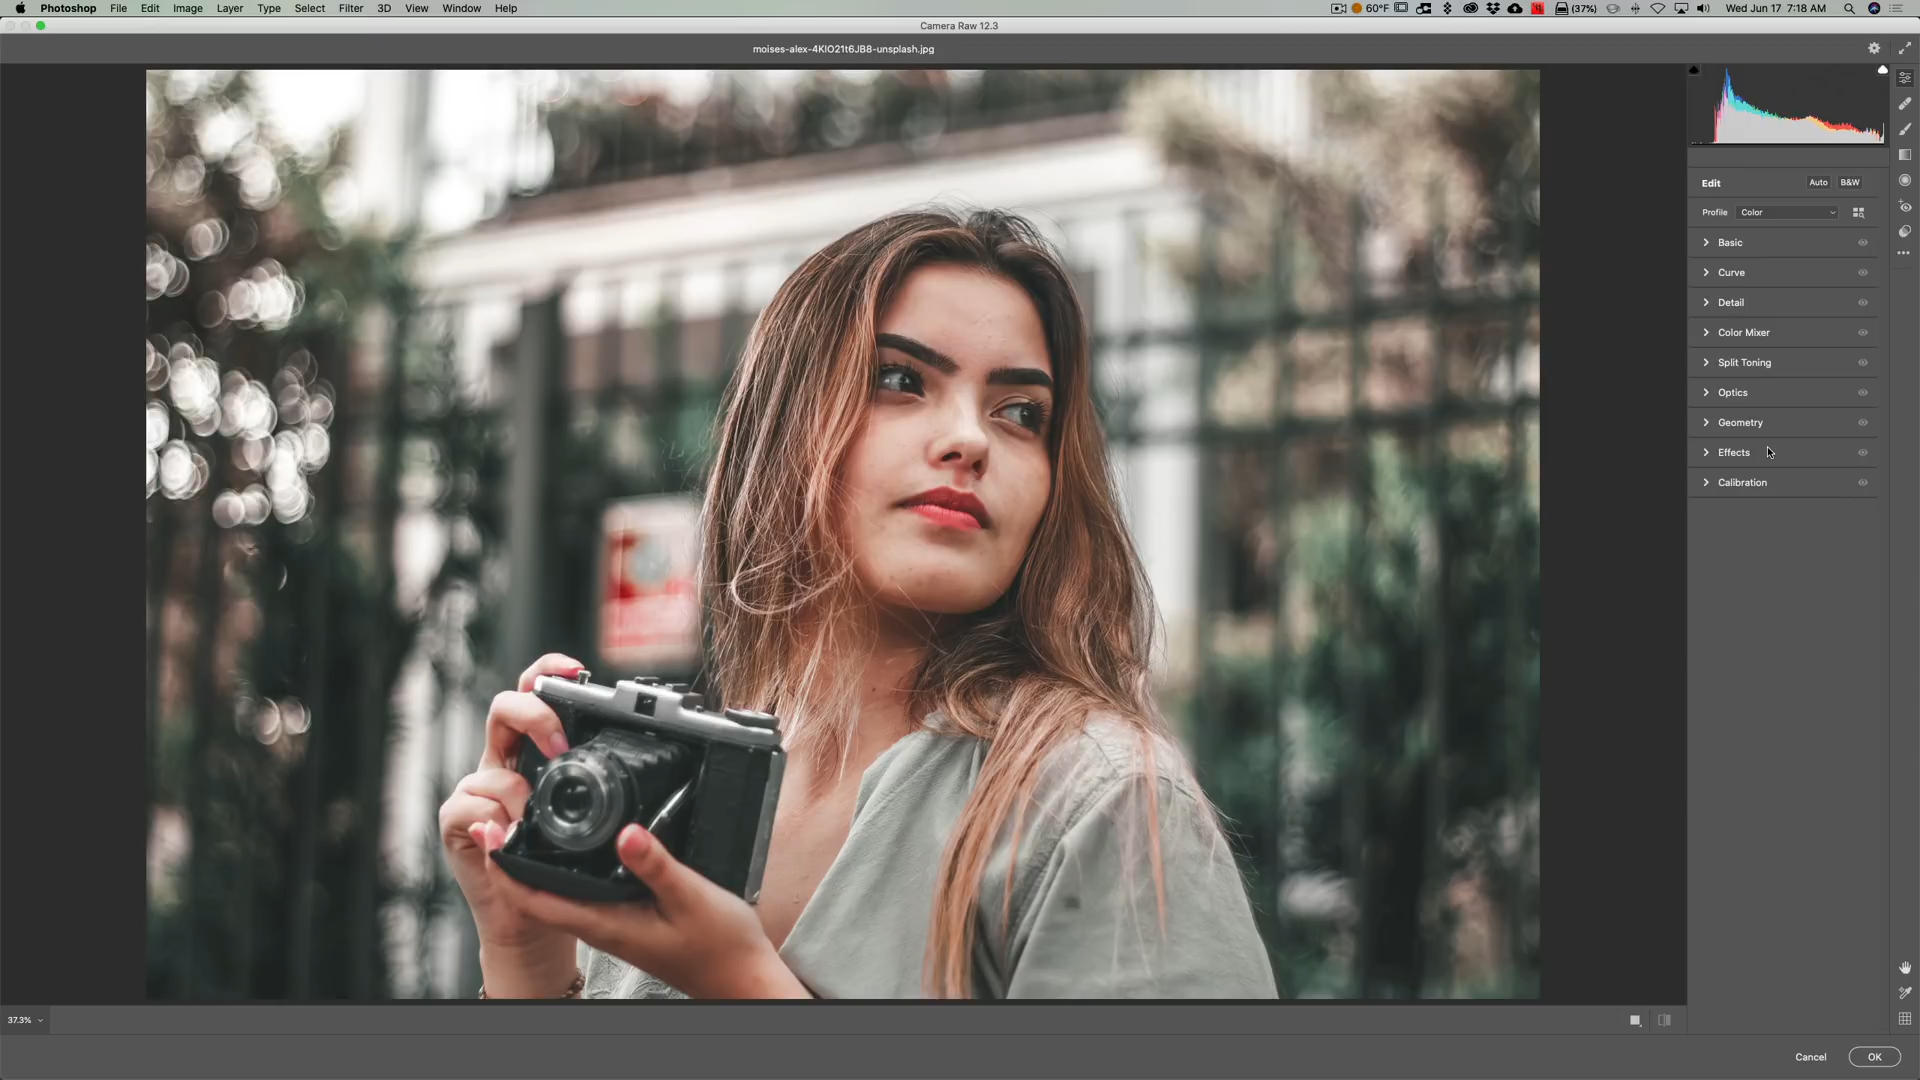 Photoshop File Edit Image Layer Type Select Filter 3D View Window Help 60°F (37%) Wed Jun 17 7:18 AM
Camera Raw 12.3
moises-alex-4KIO21t6JB8-unsplash.jpg
Edit Auto B&W
Profile Color
Basic
Curve
Detail
Color Mixer
Split Toning
Optics
Geometry
Effects
Calibration
37.3%
Cancel OK